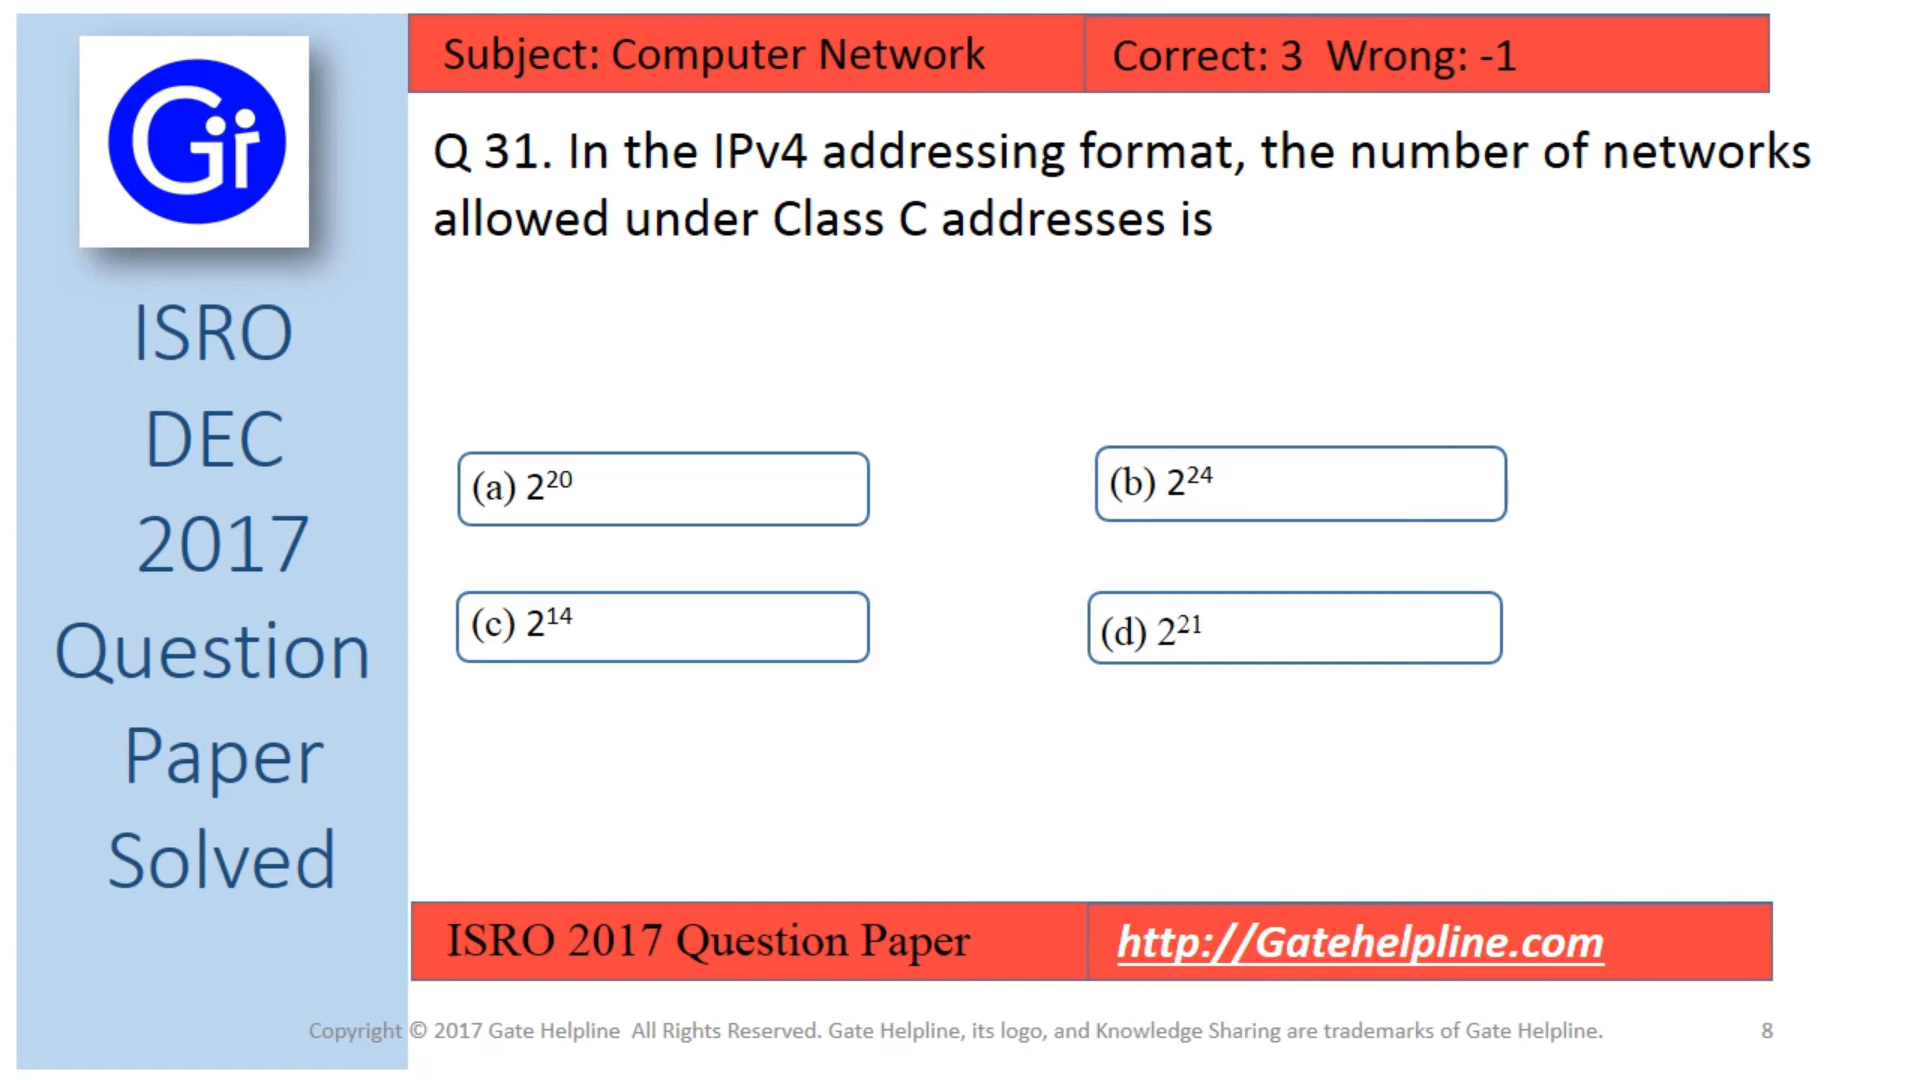 Subject: Computer Network
Correct: 3 Wrong: -1
Gr
Q 31. In the IPv4 addressing format, the number of networks
allowed under Class C addresses is
(a) 2²⁰
(b) 2²⁴
(c) 2¹⁴
(d) 2²¹
ISRO
DEC
2017
Question
Paper
Solved
ISRO 2017 Question Paper
http://Gatehelpline.com
Copyright © 2017 Gate Helpline All Rights Reserved. Gate Helpline, its logo, and Knowledge Sharing are trademarks of Gate Helpline.
8